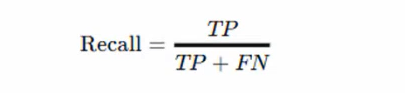 Recall = TP / TP + FN